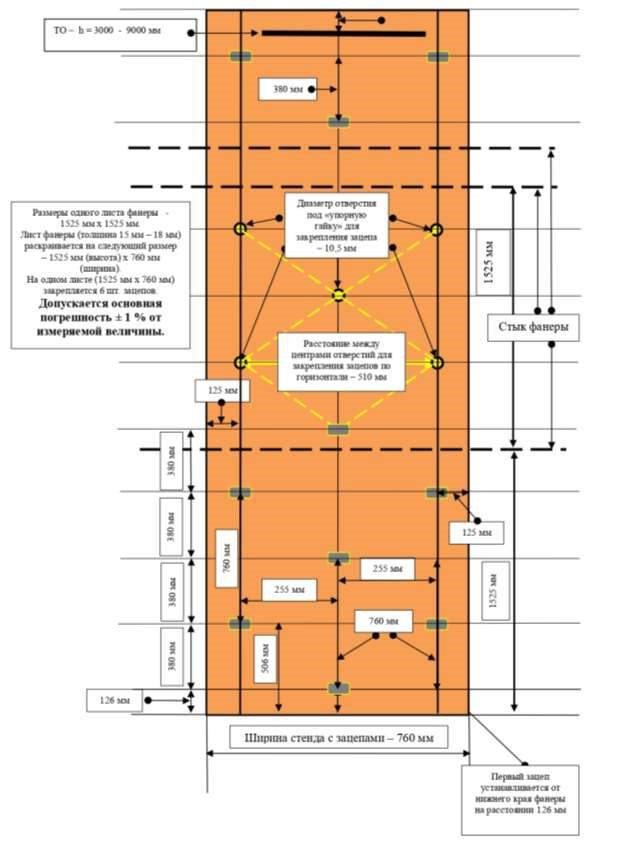 ТО – h = 3000 - 9000 мм
380 мм
Диаметр отверстия
под «упорную
гайку» для
закрепления зацепа
– 10,5 мм
Размеры одного листа фанеры -
1525 мм х 1525 мм.
Лист фанеры (толщина 15 мм – 18 мм)
раскраивается на следующий размер
– 1525 мм (высота) х 760 мм
(ширина).
На одном листе (1525 мм х 760 мм)
закрепляется 6 шт. зацепов.
Допускается основная
погрешность ± 1 % от
измеряемой величины.
1525 мм
Стык фанеры
Расстояние между
центрами отверстий для
закрепления зацепов по
горизонтали – 510 мм
125 мм
380 мм
380 мм
125 мм
760 мм
255 мм
255 мм
380 мм
1525 мм
760 мм
506 мм
380 мм
126 мм
Ширина стенда с зацепами – 760 мм
Первый зацеп
устанавливается от
нижнего края фанеры
на расстоянии 126 мм